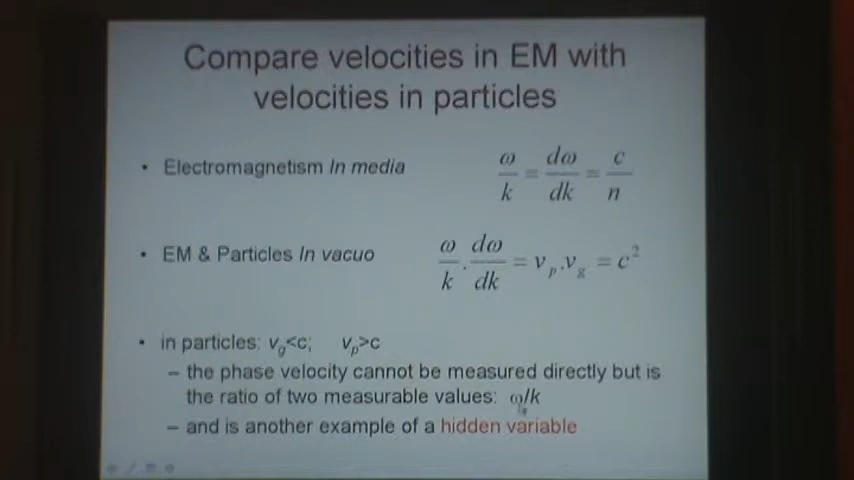 Compare velocities in EM with
velocities in particles
• Electromagnetism In media
ω/k = dω/dk = c/n
• EM & Particles In vacuo
ω/k . dω/dk = vₚ.v_g = c²
• in particles: v_g<c; vₚ>c
– the phase velocity cannot be measured directly but is
the ratio of two measurable values: ω/k
– and is another example of a hidden variable